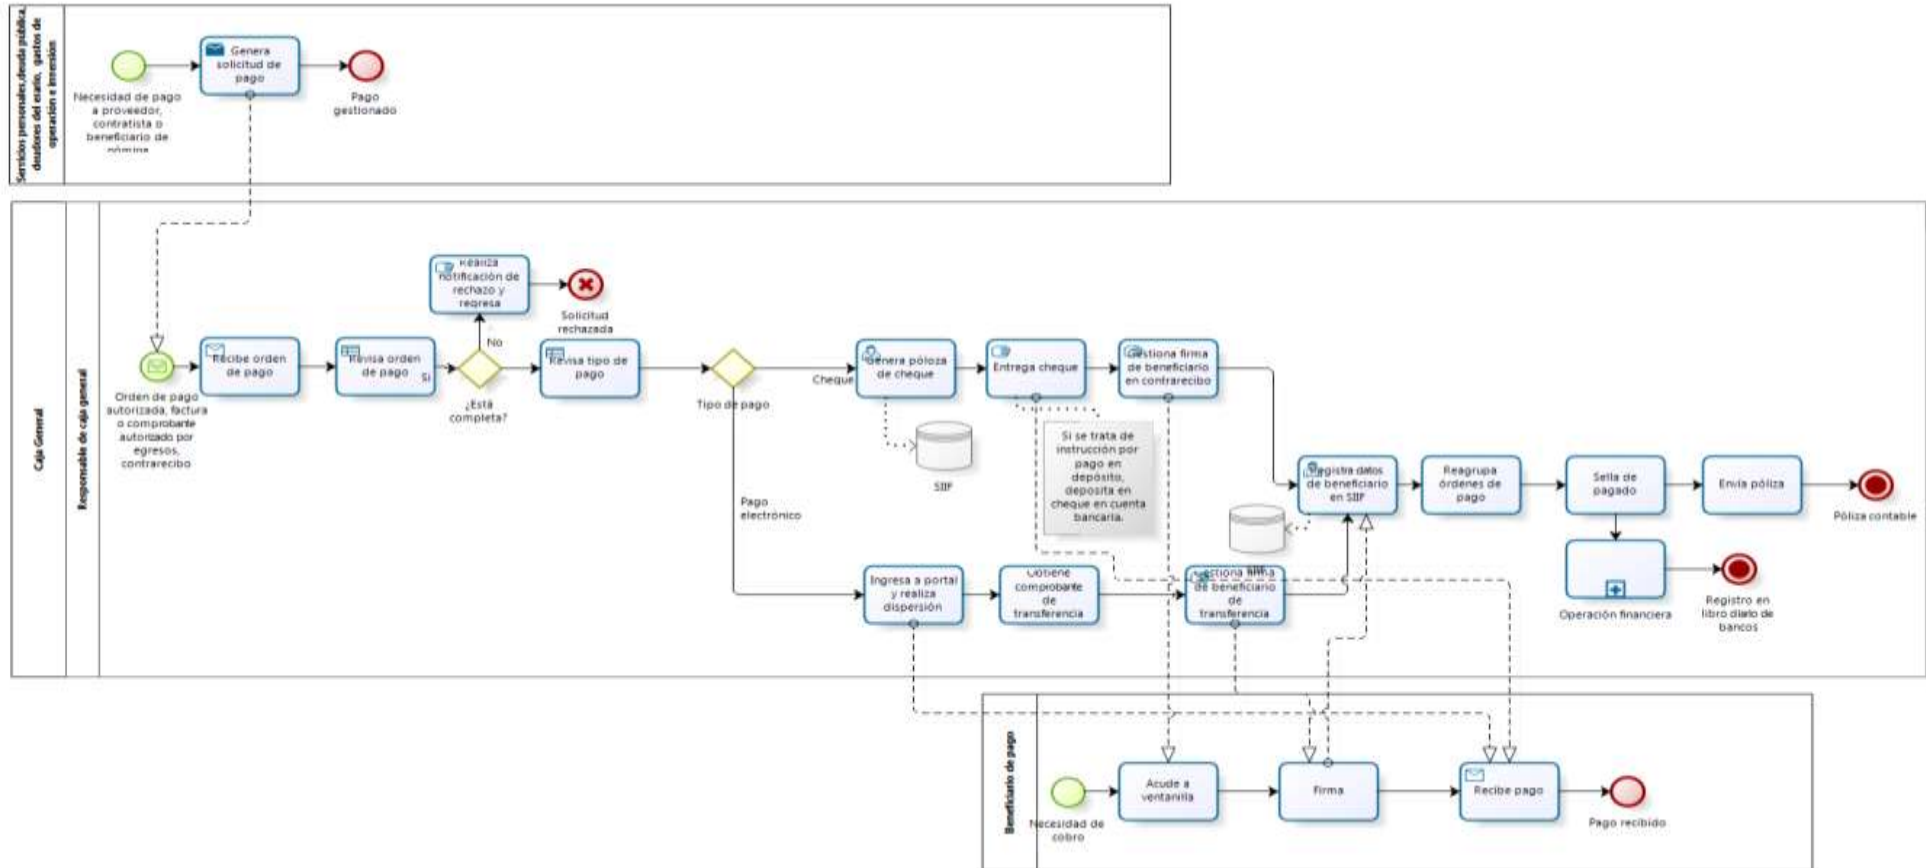 Servicios personales,deuda pública,
deudores del erario, gastos de
operación e inversión
Necesidad de pago
a proveedor,
contratista o
beneficiario de
nómina
Genera
solicitud de
pago
Pago
gestionado
Caja General
Responsable de caja general
Orden de pago
autorizada, factura
o comprobante
autorizado por
egresos,
contrarecibo
Recibe orden
de pago
Revisa orden
de pago
Si
¿Está
completa?
No
Realiza
notificación de
rechazo y
regresa
Solicitud
rechazada
Revisa tipo de
pago
Tipo de pago
Cheque
Pago
electrónico
Genera póloza
de cheque
SIIF
Entrega cheque
Si se trata de
instrucción por
pago en
depósito,
deposita en
cheque en cuenta
bancaria.
Gestiona firma
de beneficiario
en contrarecibo
Ingresa a portal
y realiza
dispersión
Obtiene
comprobante
de
transferencia
Gestiona firma
de beneficiario
de
transferencia
SIIF
Registra datos
de beneficiario
en SIIF
Reagrupa
órdenes de
pago
Sella de
pagado
Envía póliza
Póliza contable
Operación financiera
Registro en
libro diario de
bancos
Beneficiario de pago
Necesidad de
cobro
Acude a
ventanilla
Firma
Recibe pago
Pago recibido